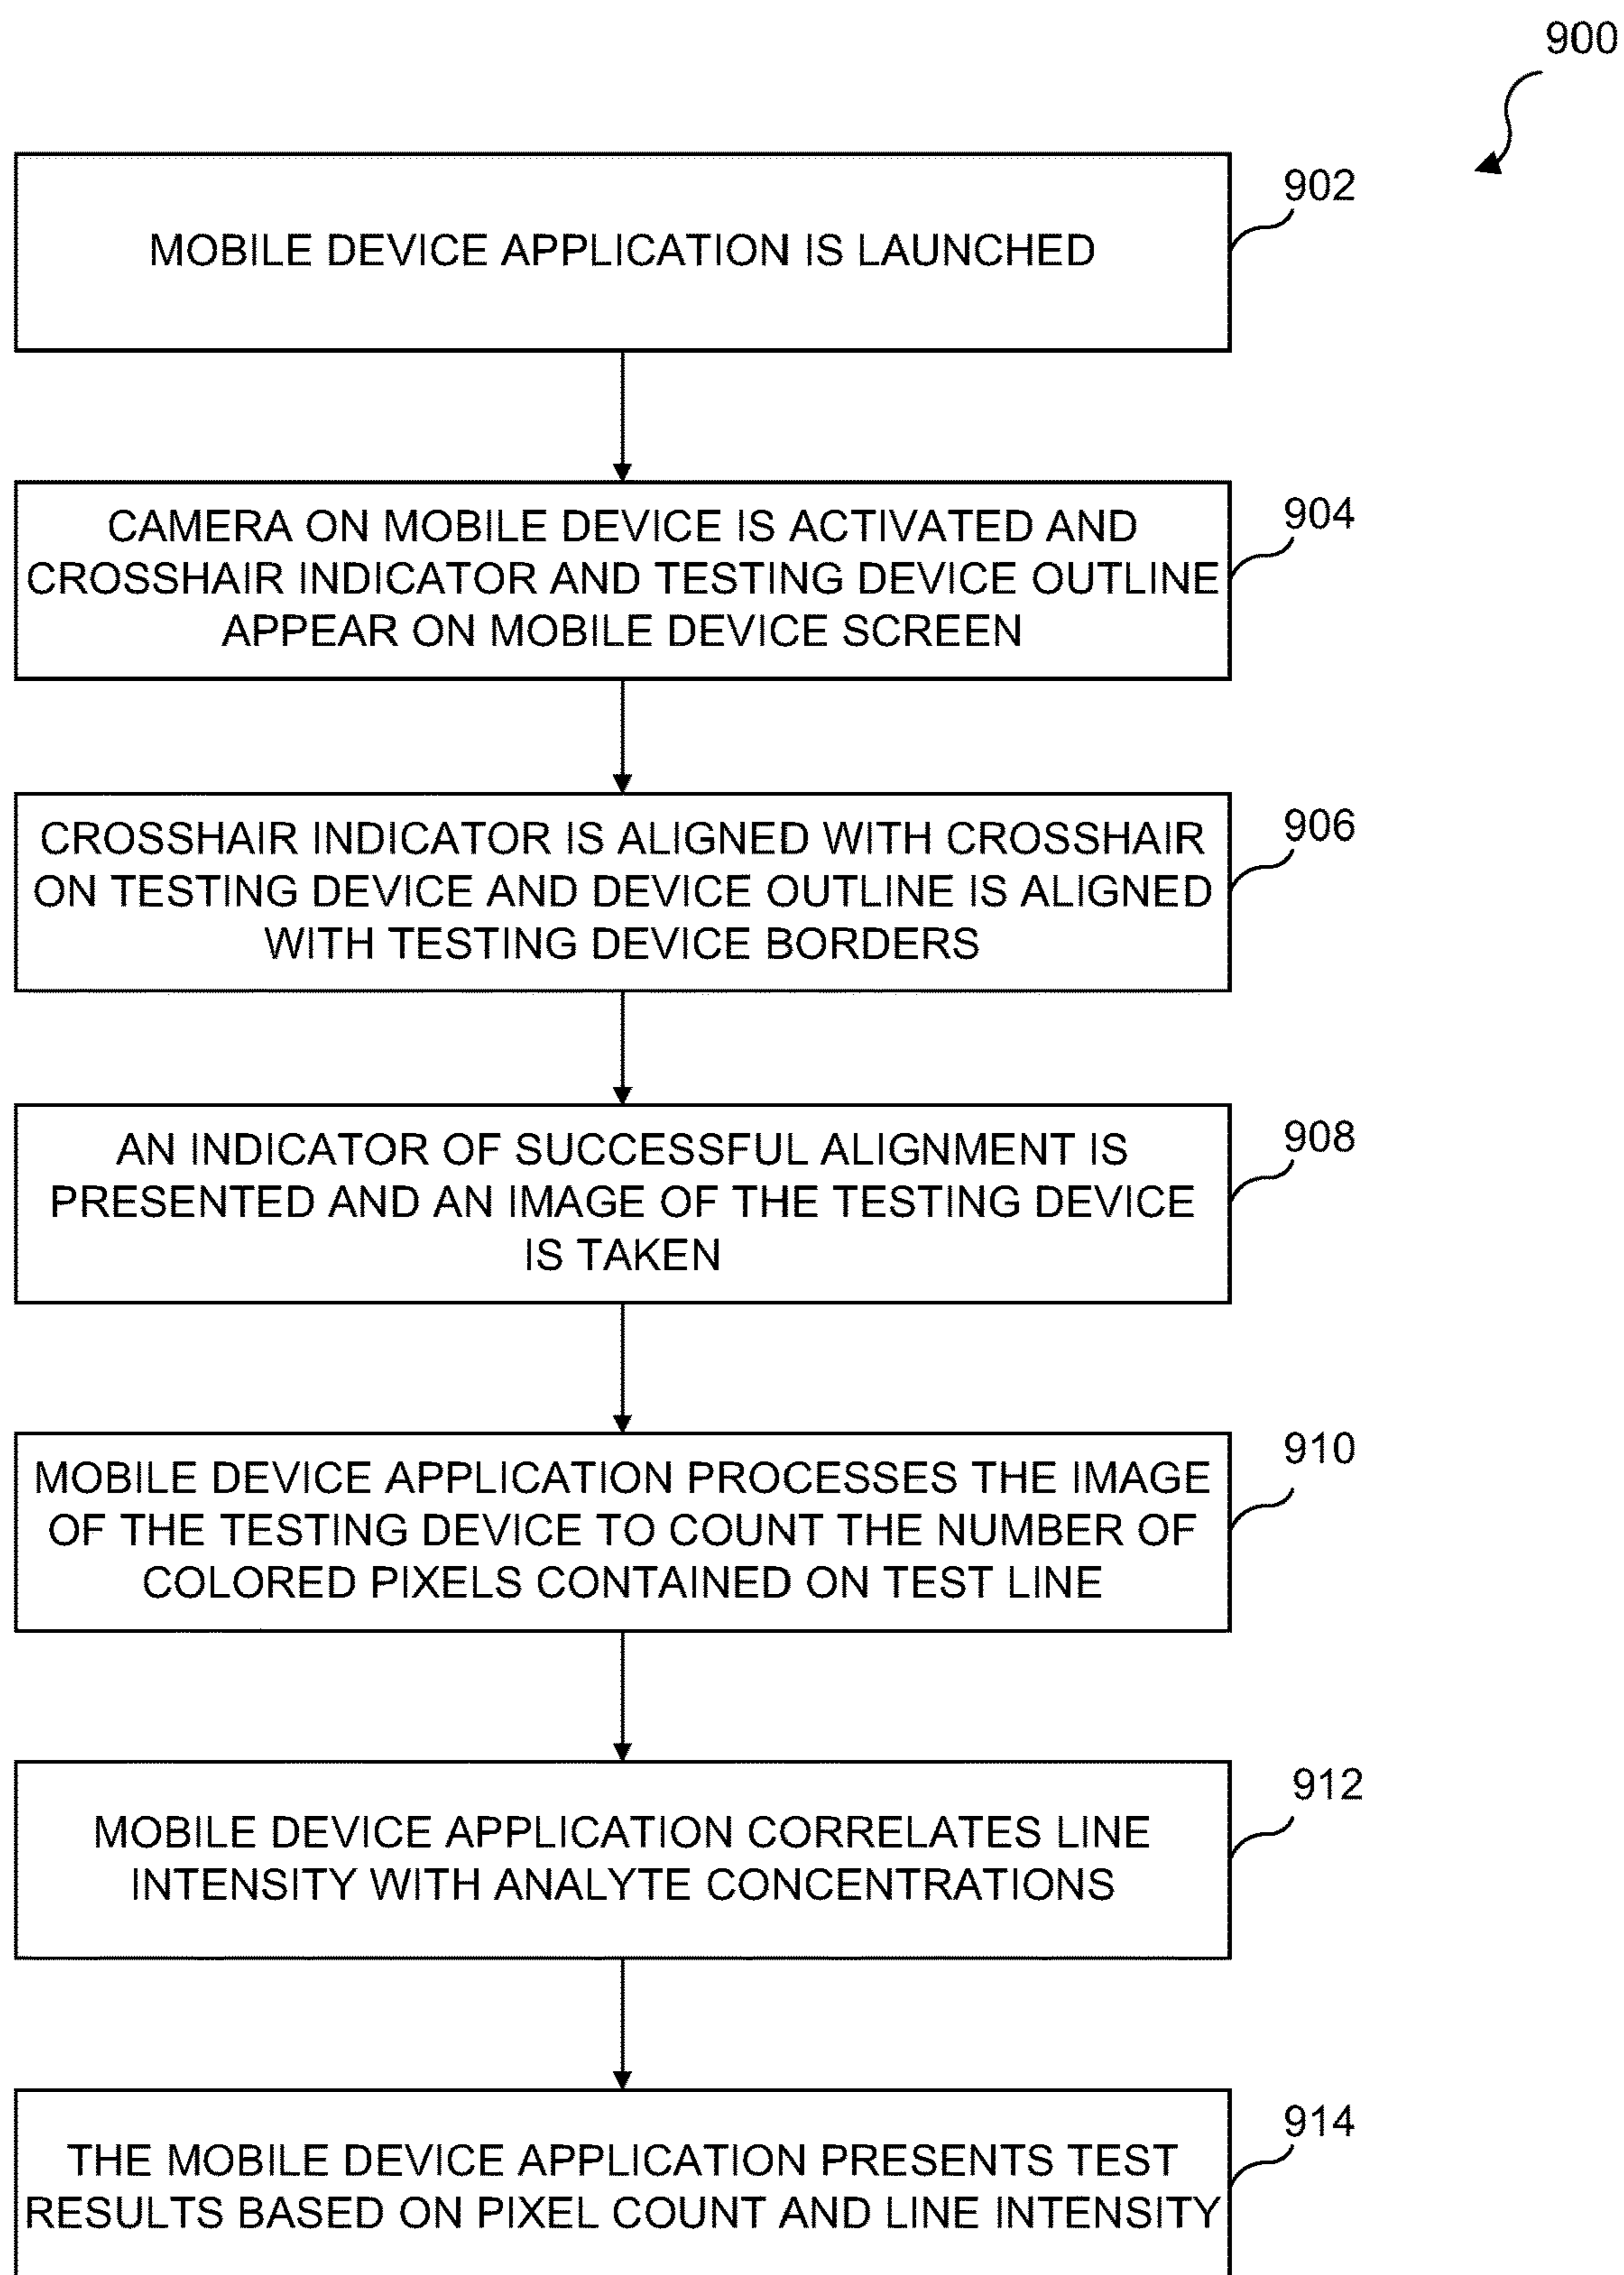 900
MOBILE DEVICE APPLICATION IS LAUNCHED
902
CAMERA ON MOBILE DEVICE IS ACTIVATED AND
CROSSHAIR INDICATOR AND TESTING DEVICE OUTLINE
APPEAR ON MOBILE DEVICE SCREEN
904
CROSSHAIR INDICATOR IS ALIGNED WITH CROSSHAIR
ON TESTING DEVICE AND DEVICE OUTLINE IS ALIGNED
WITH TESTING DEVICE BORDERS
906
AN INDICATOR OF SUCCESSFUL ALIGNMENT IS
PRESENTED AND AN IMAGE OF THE TESTING DEVICE
IS TAKEN
908
MOBILE DEVICE APPLICATION PROCESSES THE IMAGE
OF THE TESTING DEVICE TO COUNT THE NUMBER OF
COLORED PIXELS CONTAINED ON TEST LINE
910
MOBILE DEVICE APPLICATION CORRELATES LINE
INTENSITY WITH ANALYTE CONCENTRATIONS
912
THE MOBILE DEVICE APPLICATION PRESENTS TEST
RESULTS BASED ON PIXEL COUNT AND LINE INTENSITY
914